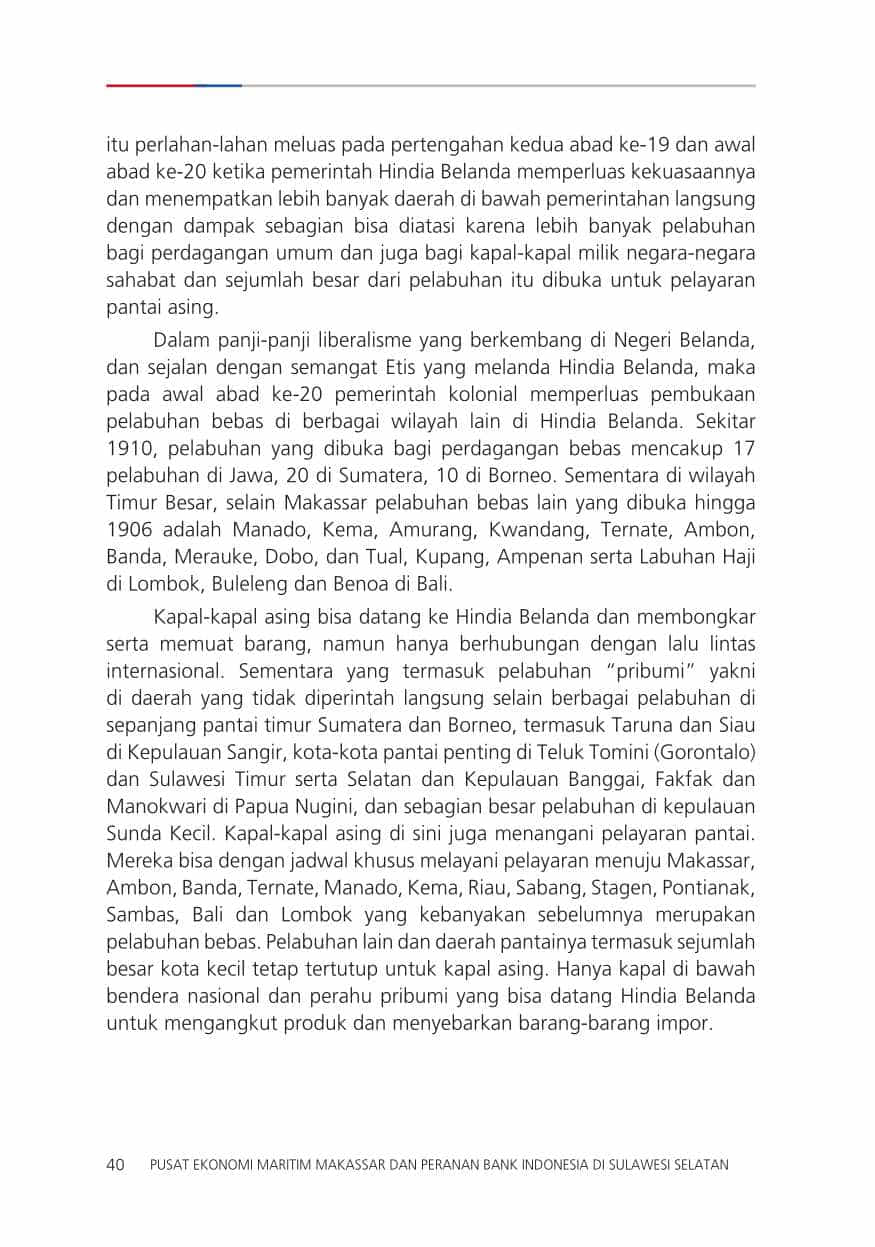 itu perlahan-lahan meluas pada pertengahan kedua abad ke-19 dan awal
abad ke-20 ketika pemerintah Hindia Belanda memperluas kekuasaannya
dan menempatkan lebih banyak daerah di bawah pemerintahan langsung
dengan dampak sebagian bisa diatasi karena lebih banyak pelabuhan
bagi perdagangan umum dan juga bagi kapal-kapal milik negara-negara
sahabat dan sejumlah besar dari pelabuhan itu dibuka untuk pelayaran
pantai asing.
Dalam panji-panji liberalisme yang berkembang di Negeri Belanda,
dan sejalan dengan semangat Etis yang melanda Hindia Belanda, maka
pada awal abad ke-20 pemerintah kolonial memperluas pembukaan
pelabuhan bebas di berbagai wilayah lain di Hindia Belanda. Sekitar
1910, pelabuhan yang dibuka bagi perdagangan bebas mencakup 17
pelabuhan di Jawa, 20 di Sumatera, 10 di Borneo. Sementara di wilayah
Timur Besar, selain Makassar pelabuhan bebas lain yang dibuka hingga
1906 adalah Manado, Kema, Amurang, Kwandang, Ternate, Ambon,
Banda, Merauke, Dobo, dan Tual, Kupang, Ampenan serta Labuhan Haji
di Lombok, Buleleng dan Benoa di Bali.
Kapal-kapal asing bisa datang ke Hindia Belanda dan membongkar
serta memuat barang, namun hanya berhubungan dengan lalu lintas
internasional. Sementara yang termasuk pelabuhan “pribumi” yakni
di daerah yang tidak diperintah langsung selain berbagai pelabuhan di
sepanjang pantai timur Sumatera dan Borneo, termasuk Taruna dan Siau
di Kepulauan Sangir, kota-kota pantai penting di Teluk Tomini (Gorontalo)
dan Sulawesi Timur serta Selatan dan Kepulauan Banggai, Fakfak dan
Manokwari di Papua Nugini, dan sebagian besar pelabuhan di kepulauan
Sunda Kecil. Kapal-kapal asing di sini juga menangani pelayaran pantai.
Mereka bisa dengan jadwal khusus melayani pelayaran menuju Makassar,
Ambon, Banda, Ternate, Manado, Kema, Riau, Sabang, Stagen, Pontianak,
Sambas, Bali dan Lombok yang kebanyakan sebelumnya merupakan
pelabuhan bebas. Pelabuhan lain dan daerah pantainya termasuk sejumlah
besar kota kecil tetap tertutup untuk kapal asing. Hanya kapal di bawah
bendera nasional dan perahu pribumi yang bisa datang Hindia Belanda
untuk mengangkut produk dan menyebarkan barang-barang impor.
40 PUSAT EKONOMI MARITIM MAKASSAR DAN PERANAN BANK INDONESIA DI SULAWESI SELATAN